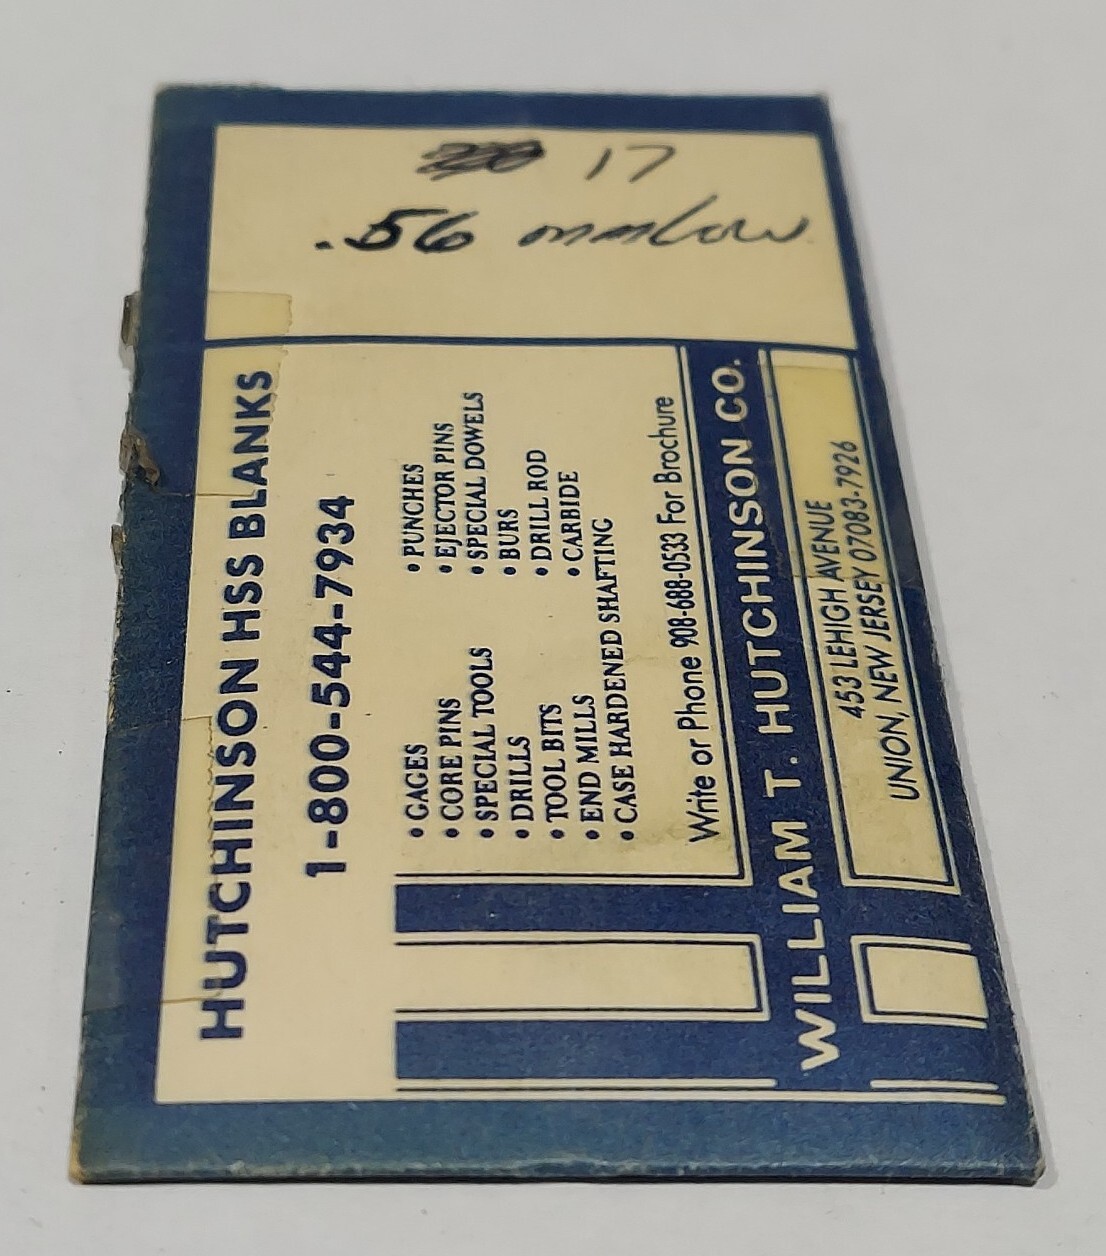 17
.56
HUTCHINSON HSS BLANKS
1-800-544-7934
• GAGES
• CORE PINS
• SPECIAL TOOLS
• DRILLS
• TOOL BITS
• END MILLS
• CASE HARDENED SHAFTING
• PUNCHES
• EJECTOR PINS
• SPECIAL DOWELS
• BURS
• DRILL ROD
• CARBIDE
Write or Phone 908-688-0533 For Brochure
WILLIAM T. HUTCHINSON CO.
453 LEHIGH AVENUE
UNION, NEW JERSEY 07083-7926